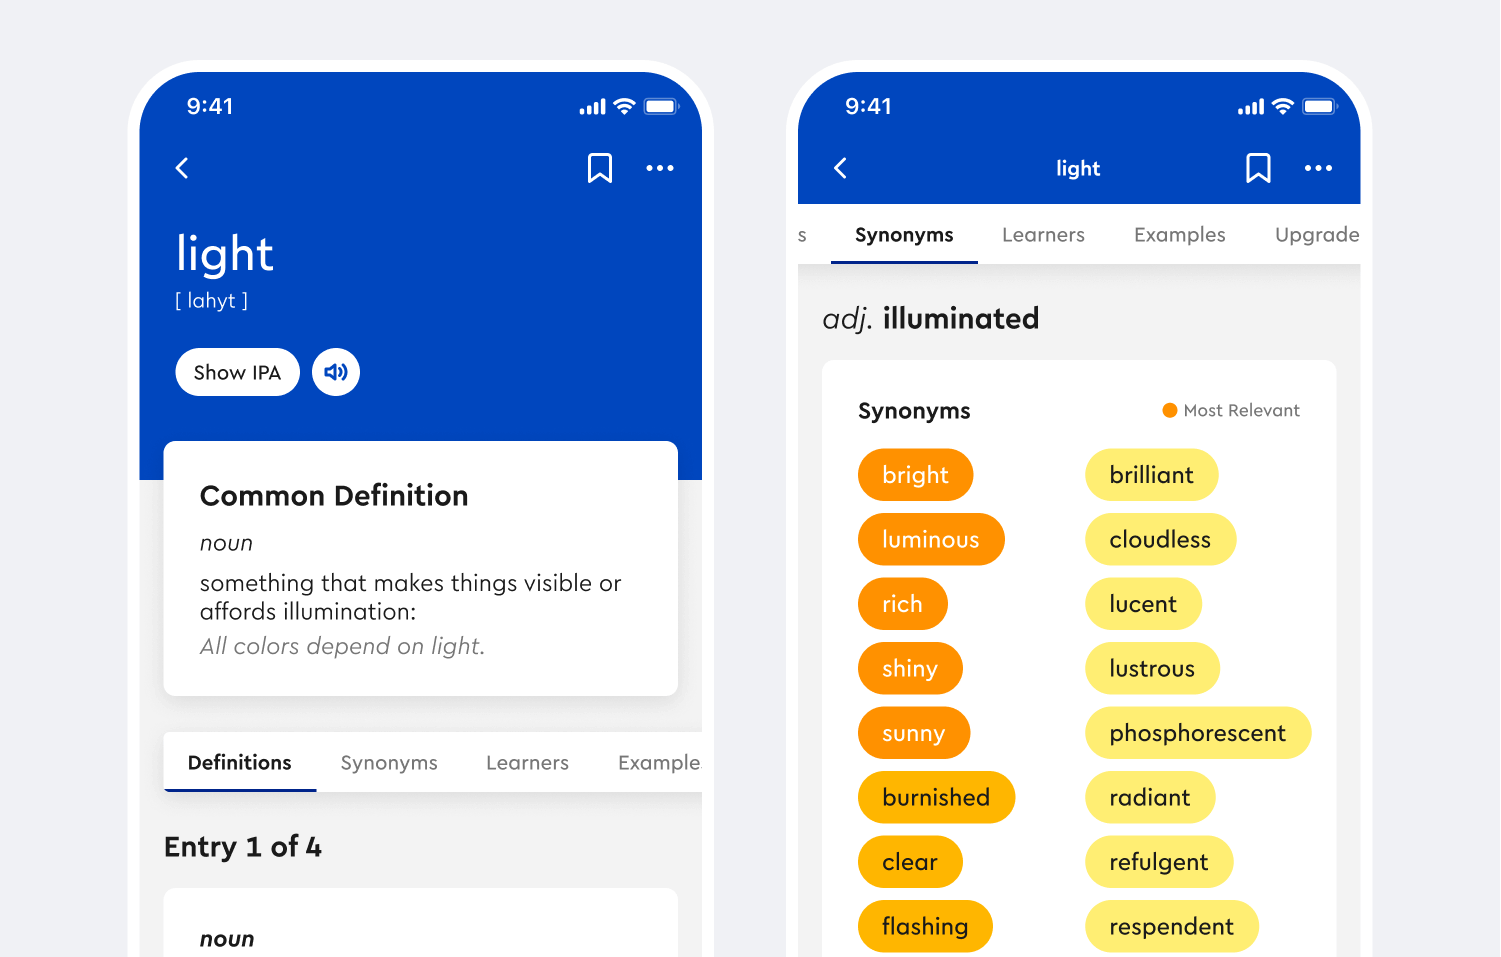 9:41
light
[ lahyt ]
Show IPA
Common Definition
noun
something that makes things visible or
affords illumination:
All colors depend on light.
Definitions Synonyms Learners Example
Entry 1 of 4
noun
9:41
light
s Synonyms Learners Examples Upgrade
adj. illuminated
Synonyms Most Relevant
bright brilliant
luminous cloudless
rich lucent
shiny lustrous
sunny phosphorescent
burnished radiant
clear refulgent
flashing respendent